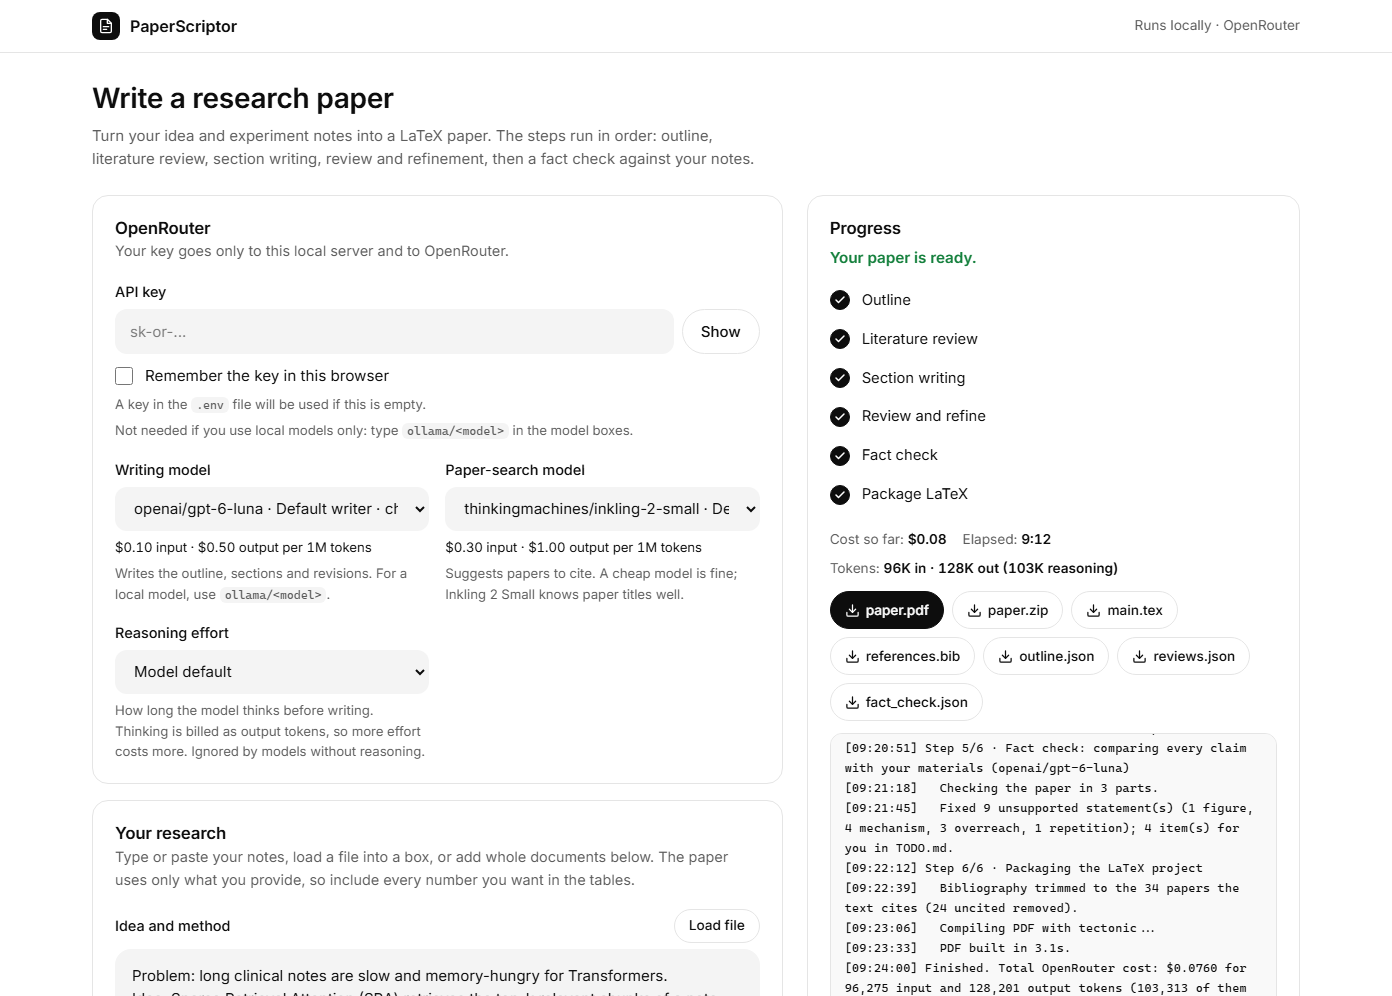 PaperScriptor
Runs locally · OpenRouter
Write a research paper
Turn your idea and experiment notes into a LaTeX paper. The steps run in order: outline,
literature review, section writing, review and refinement, then a fact check against your notes.
OpenRouter
Your key goes only to this local server and to OpenRouter.
API key
sk-or-...
Show
Remember the key in this browser
A key in the .env file will be used if this is empty.
Not needed if you use local models only: type ollama/<model> in the model boxes.
Writing model
openai/gpt-6-luna · Default writer · ch
$0.10 input · $0.50 output per 1M tokens
Writes the outline, sections and revisions. For a
local model, use ollama/<model>.
Paper-search model
thinkingmachines/inkling-2-small · De
$0.30 input · $1.00 output per 1M tokens
Suggests papers to cite. A cheap model is fine;
Inkling 2 Small knows paper titles well.
Reasoning effort
Model default
How long the model thinks before writing.
Thinking is billed as output tokens, so more effort
costs more. Ignored by models without reasoning.
Your research
Type or paste your notes, load a file into a box, or add whole documents below. The paper
uses only what you provide, so include every number you want in the tables.
Idea and method
Load file
Problem: long clinical notes are slow and memory-hungry for Transformers.
Progress
Your paper is ready.
Outline
Literature review
Section writing
Review and refine
Fact check
Package LaTeX
Cost so far: $0.08 Elapsed: 9:12
Tokens: 96K in · 128K out (103K reasoning)
paper.pdf
paper.zip
main.tex
references.bib
outline.json
reviews.json
fact_check.json
[09:20:51] Step 5/6 · Fact check: comparing every claim
with your materials (openai/gpt-6-luna)
[09:21:18] Checking the paper in 3 parts.
[09:21:45] Fixed 9 unsupported statement(s) (1 figure,
4 mechanism, 3 overreach, 1 repetition); 4 item(s) for
you in TODO.md.
[09:22:12] Step 6/6 · Packaging the LaTeX project
[09:22:39] Bibliography trimmed to the 34 papers the
text cites (24 uncited removed).
[09:23:06] Compiling PDF with tectonic...
[09:23:33] PDF built in 3.1s.
[09:24:00] Finished. Total OpenRouter cost: $0.0760 for
96,275 input and 128,201 output tokens (103,313 of them